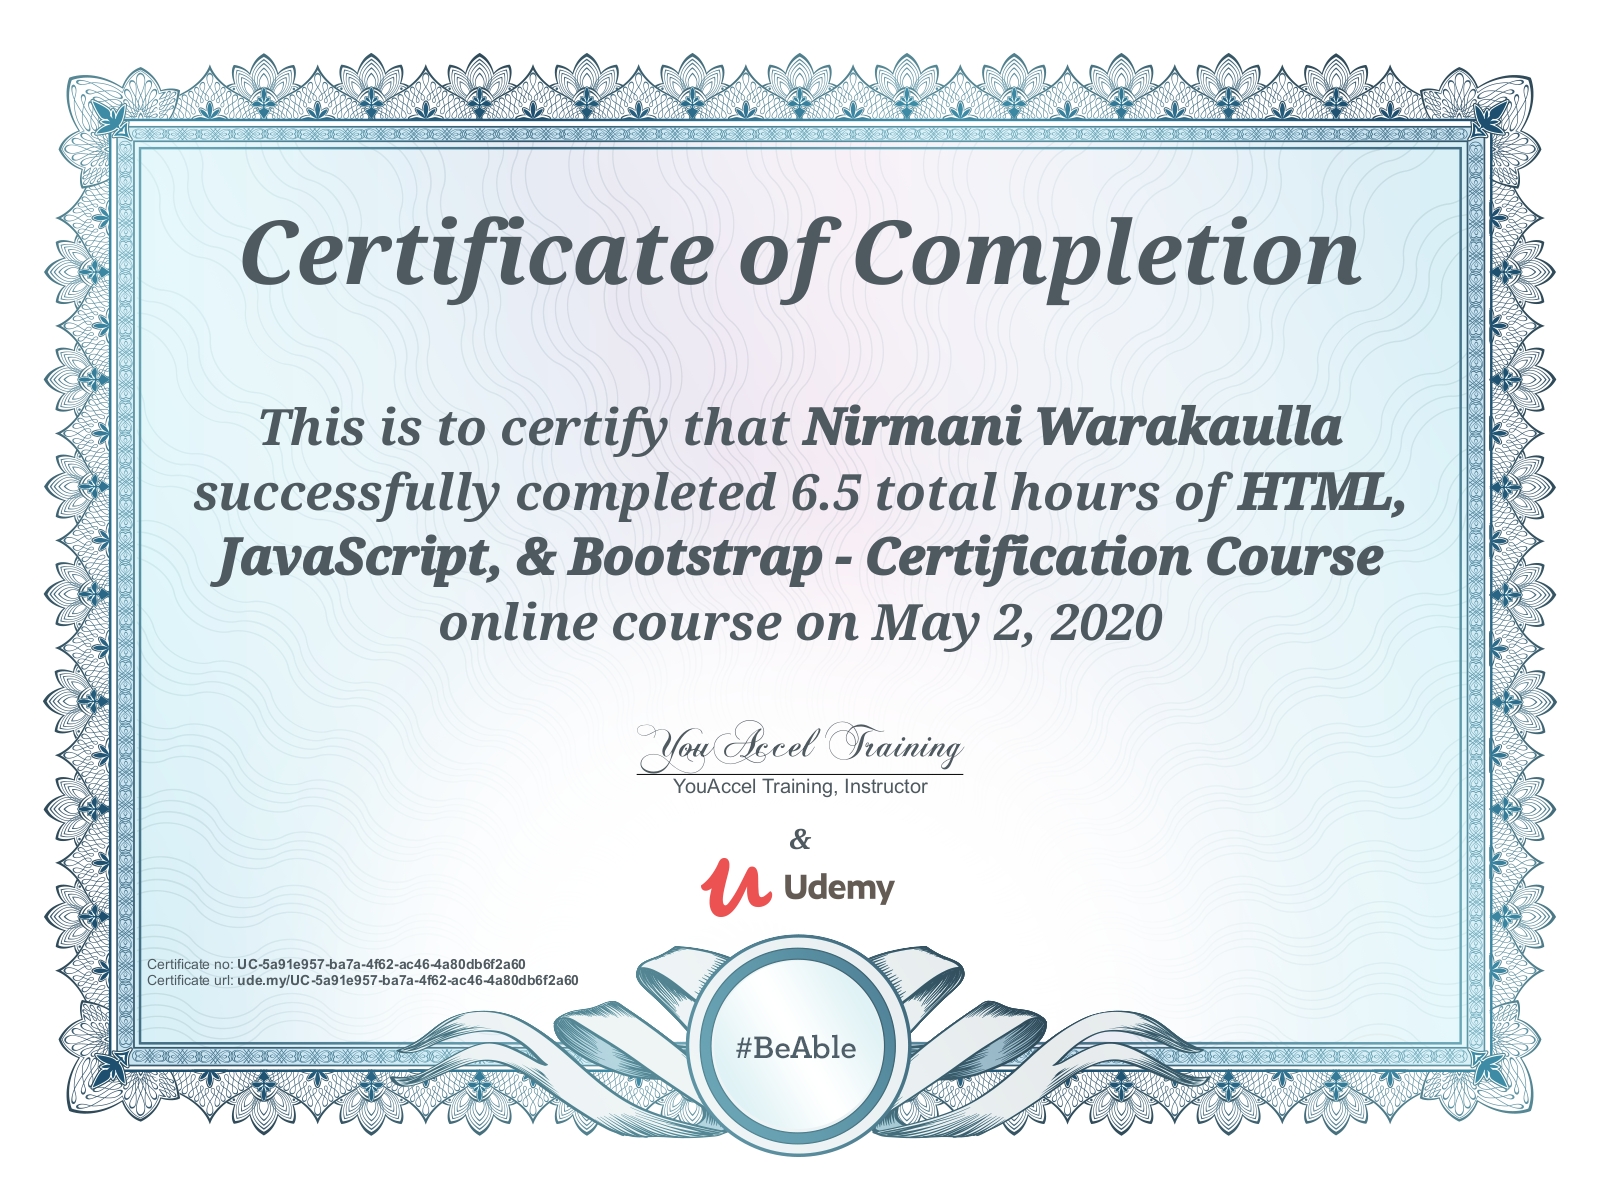 Certificate of Completion
This is to certify that Nirmani Warakaulla
successfully completed 6.5 total hours of HTML,
JavaScript, & Bootstrap - Certification Course
online course on May 2, 2020
YouAccel Training
YouAccel Training, Instructor
&
Udemy
Certificate no: UC-5a91e957-ba7a-4f62-ac46-4a80db6f2a60
Certificate url: ude.my/UC-5a91e957-ba7a-4f62-ac46-4a80db6f2a60
#BeAble